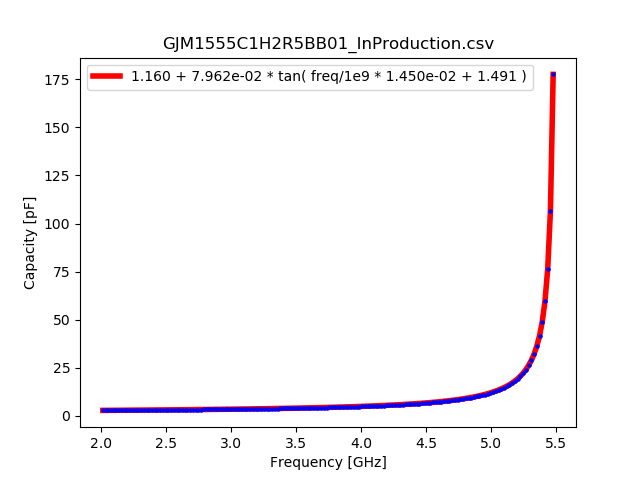 GJM1555C1H2R5BB01_InProduction.csv
1.160 + 7.962e-02 * tan( freq/1e9 * 1.450e-02 + 1.491 )
175
150
125
100
75
50
25
0
Capacity [pF]
2.0 2.5 3.0 3.5 4.0 4.5 5.0 5.5
Frequency [GHz]